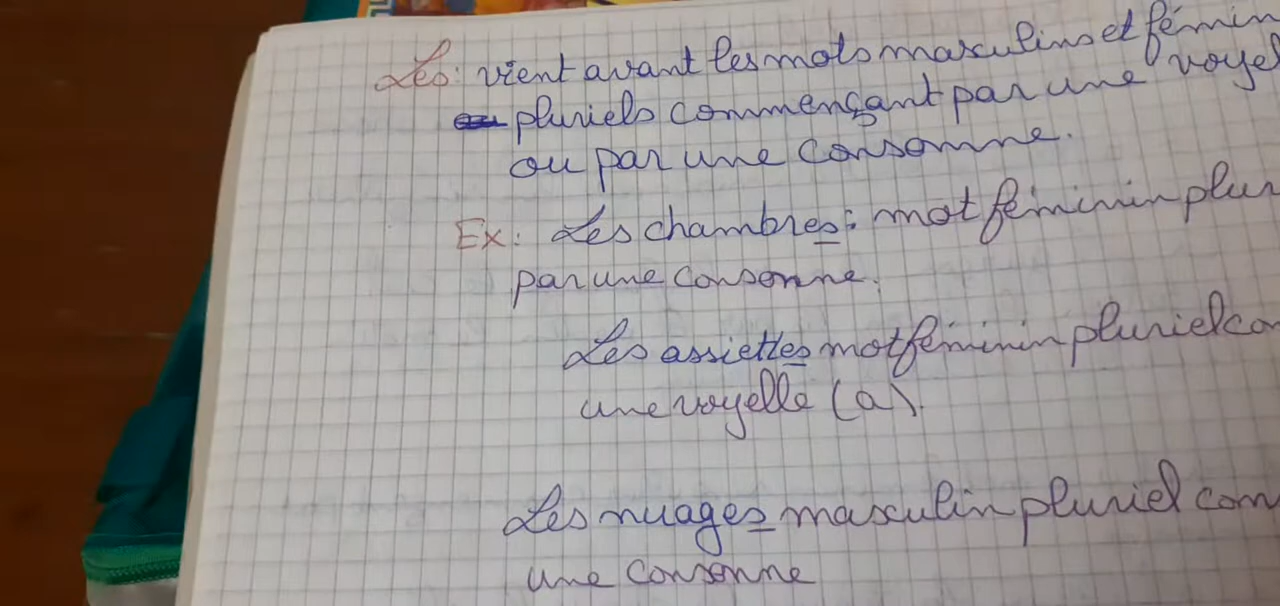 Les: vient avant les mots masculins et fémin
pluriels commençant par une voyel
ou par une consonne.
Ex: Les chambres: mot féminin plur
par une consonne.
Les assiettes mot féminin pluriel co
une voyelle (a).
Les nuages masculin pluriel com
une consonne